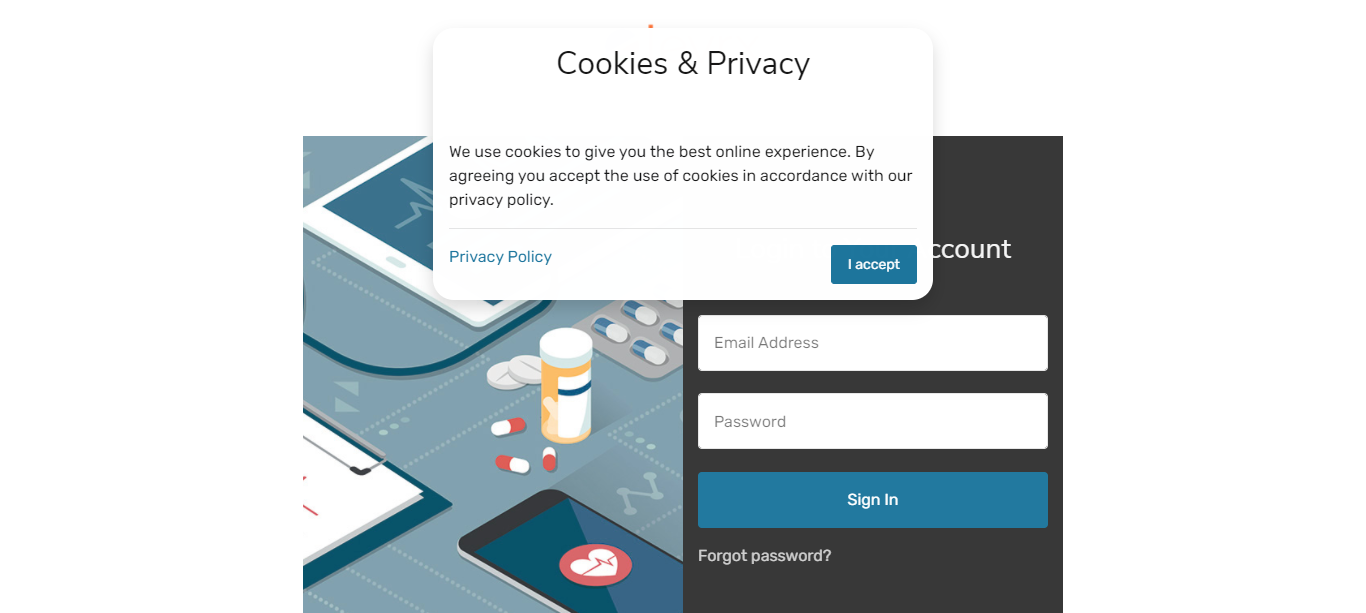 Cookies & Privacy
We use cookies to give you the best online experience. By
agreeing you accept the use of cookies in accordance with our
privacy policy.
Privacy Policy
I accept
Email Address
Password
Sign In
Forgot password?